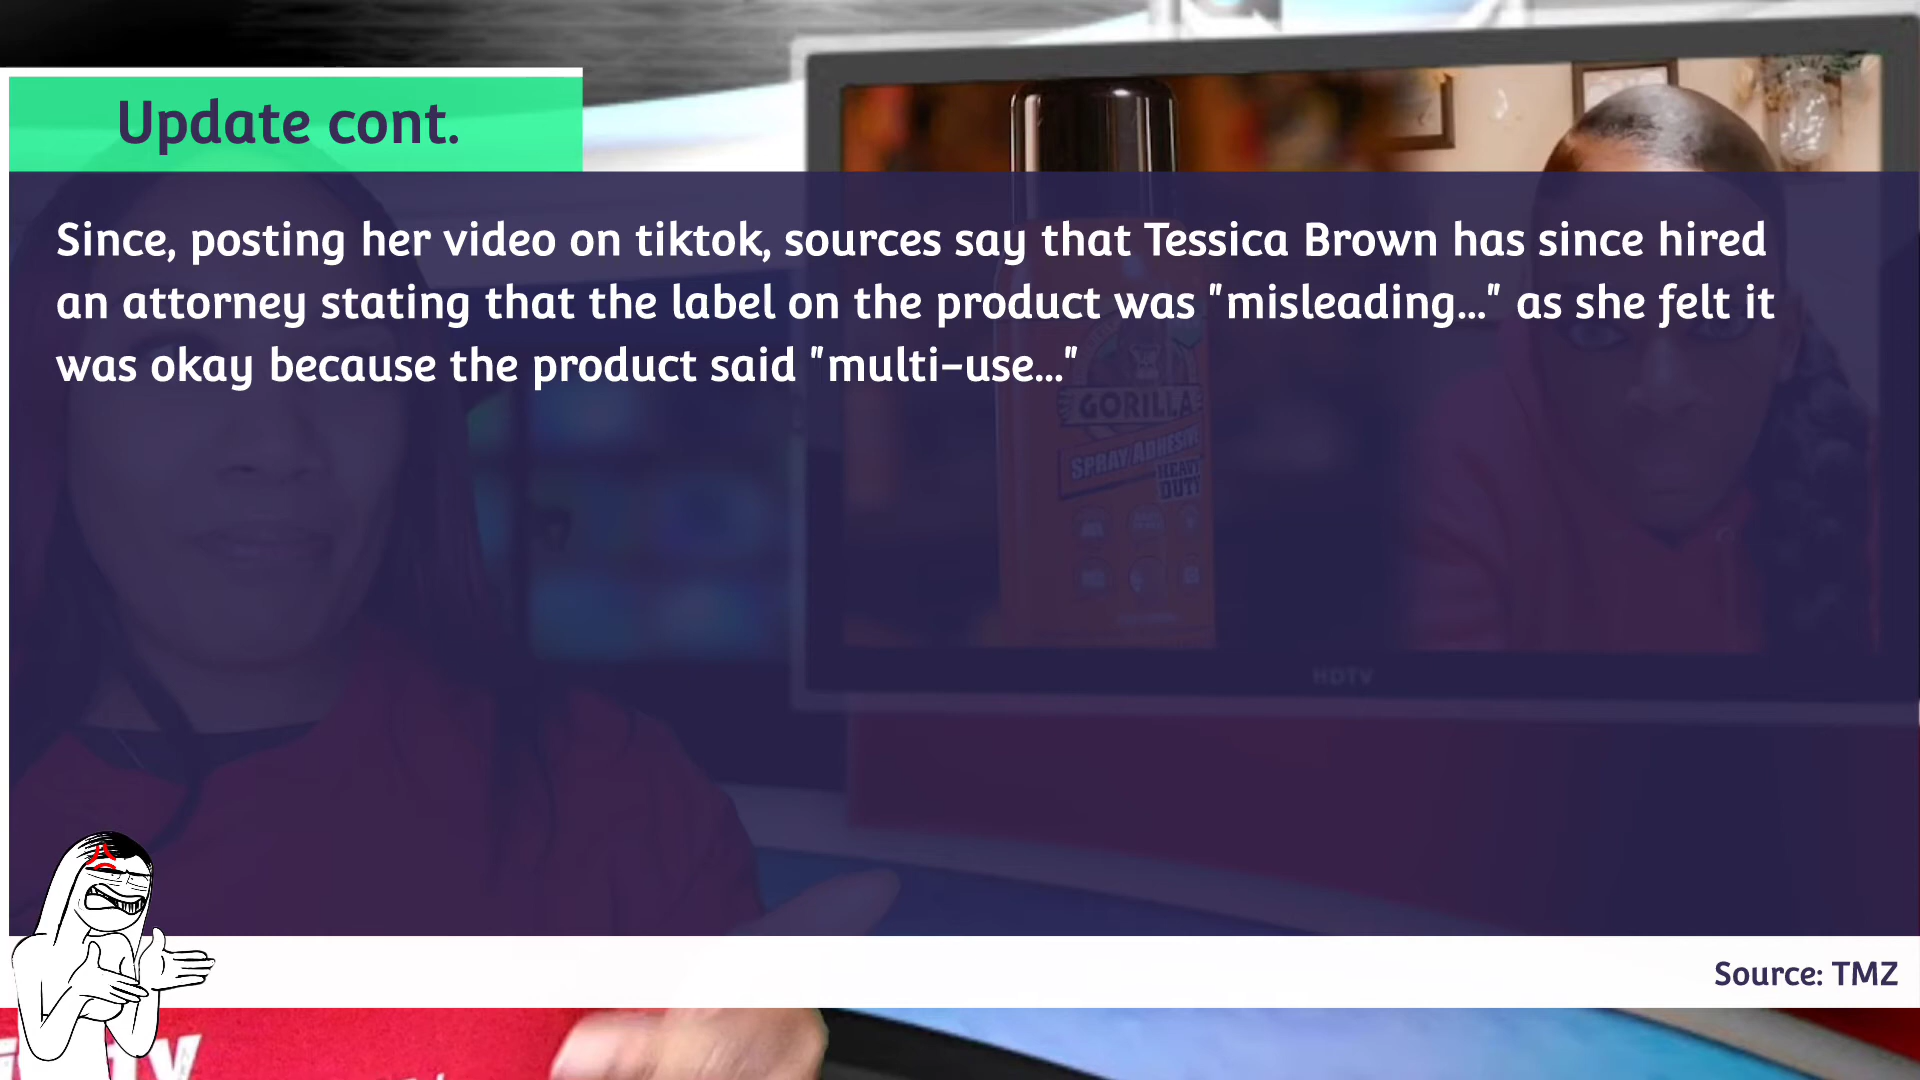 Update cont.
Since, posting her video on tiktok, sources say that Tessica Brown has since hired
an attorney stating that the label on the product was "misleading..." as she felt it
was okay because the product said "multi-use..."
GORILLA
SPRAY ADHESIVE
HEAVY
DUTY
HDTV
Source: TMZ